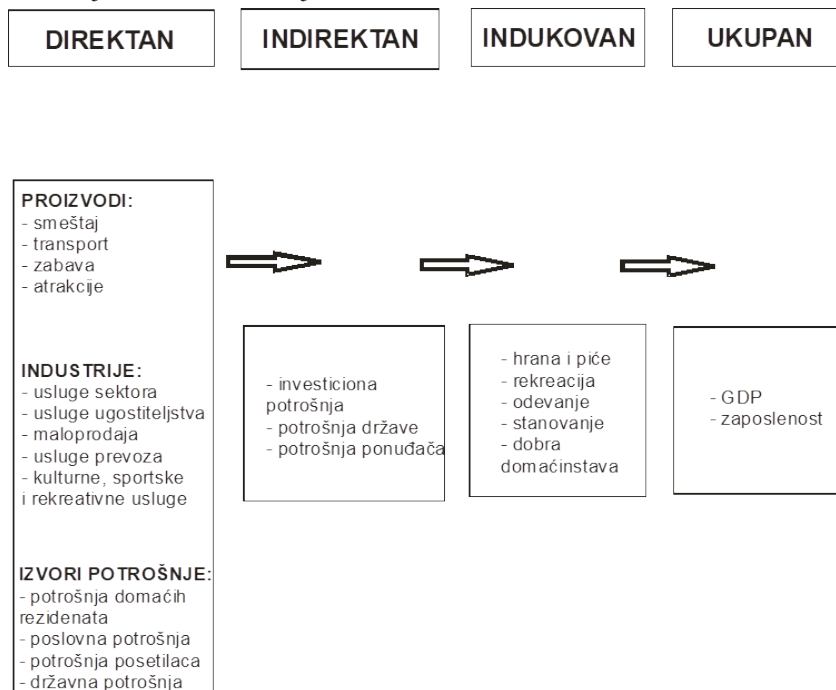 DIREKTAN
INDIREKTAN
INDUKOVAN
UKUPAN
PROIZVODI:
- smeštaj
- transport
- zabava
- atrakcije
INDUSTRIJE:
- usluge sektora
- usluge ugostiteljstva
- maloprodaja
- usluge prevoza
- kulturne, sportske
i rekreativne usluge
IZVORI POTROŠNJE:
- potrošnja domaćih
rezidenata
- poslovna potrošnja
- potrošnja posetilaca
- državna potrošnja
- investiciona
potrošnja
- potrošnja države
- potrošnja ponuđača
- hrana i piće
- rekreacija
- odevanje
- stanovanje
- dobra
domaćinstava
- GDP
- zaposlenost